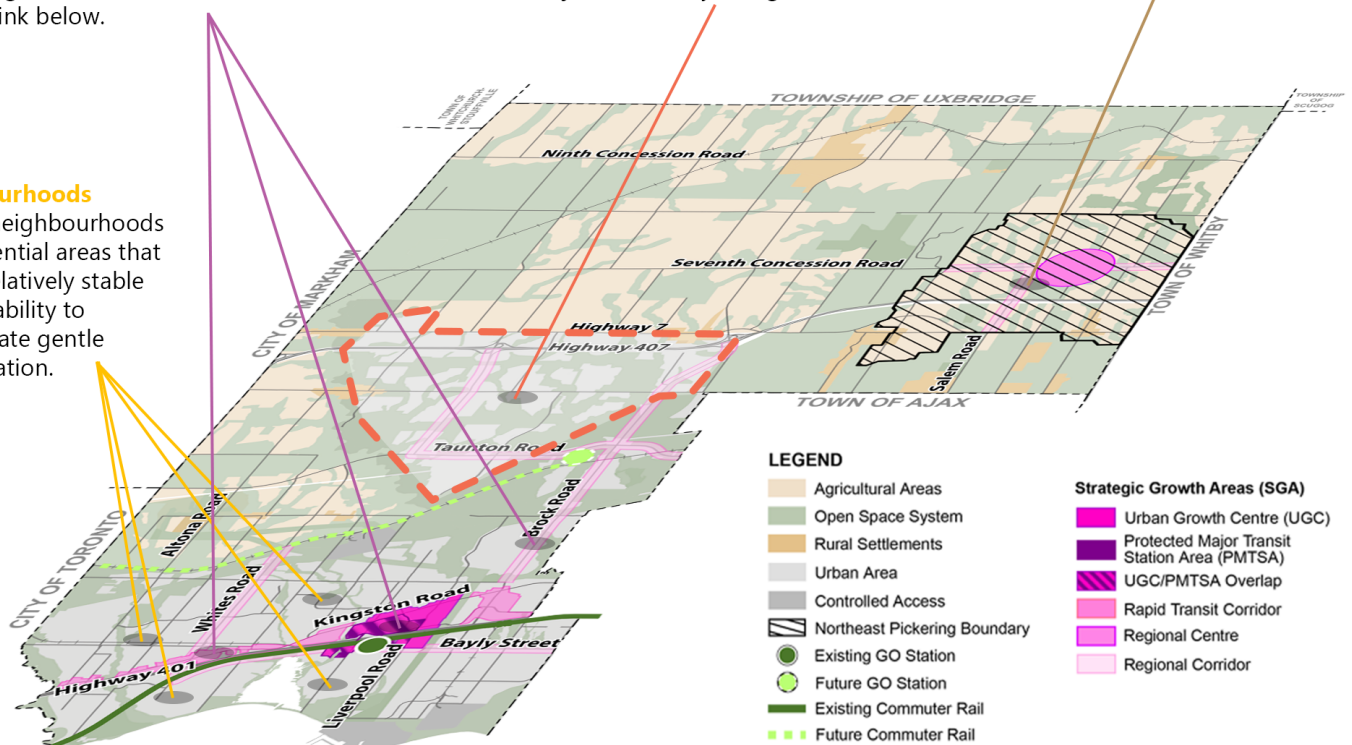 ink below.
TOWN OF
WHITCHURCH-
STOUFFVILLE
TOWNSHIP OF UXBRIDGE
TOWNSHIP
OF
SCUGOG
Ninth Concession Road
urhoods
eighbourhoods
ential areas that
elatively stable
ability to
ate gentle
ation.
CITY OF MARKHAM
Seventh Concession Road
TOWN OF WHITBY
Highway 7
Highway 407
Salem Road
TOWN OF AJAX
Taunton Road
Brock Road
Altona Road
CITY OF TORONTO
Whites Road
Kingston Road
Bayly Street
Highway 401
Liverpool Road
LEGEND
Agricultural Areas
Open Space System
Rural Settlements
Urban Area
Controlled Access
Northeast Pickering Boundary
Existing GO Station
Future GO Station
Existing Commuter Rail
Future Commuter Rail
Strategic Growth Areas (SGA)
Urban Growth Centre (UGC)
Protected Major Transit
Station Area (PMTSA)
UGC/PMTSA Overlap
Rapid Transit Corridor
Regional Centre
Regional Corridor